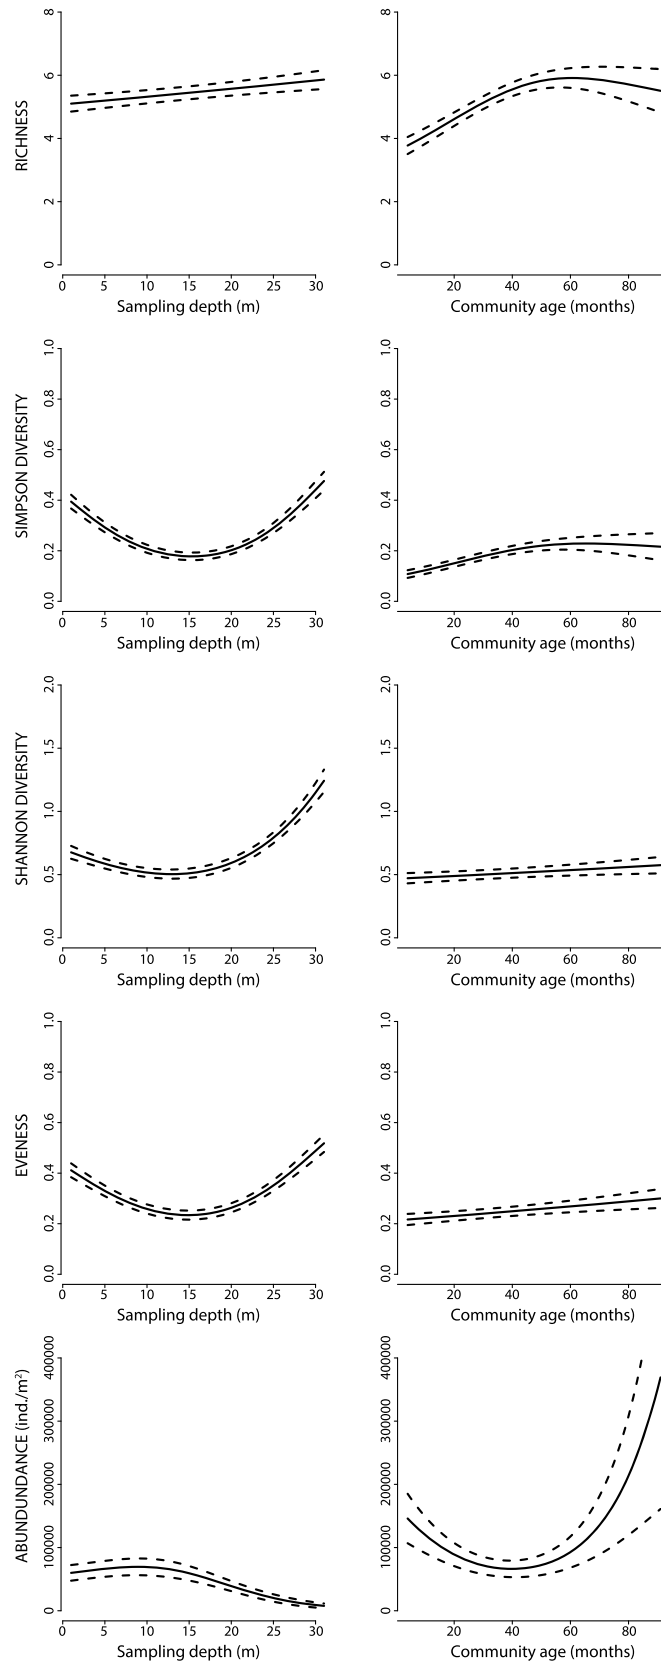 RICHNESS
8
6
4
2
0
0 5 10 15 20 25 30
Sampling depth (m)
8
6
4
2
0
20 40 60 80
Community age (months)
SIMPSON DIVERSITY
1.0
0.8
0.6
0.4
0.2
0.0
0 5 10 15 20 25 30
Sampling depth (m)
1.0
0.8
0.6
0.4
0.2
0.0
20 40 60 80
Community age (months)
SHANNON DIVERSITY
2.0
1.5
1.0
0.5
0.0
0 5 10 15 20 25 30
Sampling depth (m)
2.0
1.5
1.0
0.5
0.0
20 40 60 80
Community age (months)
EVENESS
1.0
0.8
0.6
0.4
0.2
0.0
0 5 10 15 20 25 30
Sampling depth (m)
1.0
0.8
0.6
0.4
0.2
0.0
20 40 60 80
Community age (months)
ABUNDUNDANCE (ind./m²)
400000
300000
200000
100000
0
0 5 10 15 20 25 30
Sampling depth (m)
400000
300000
200000
100000
0
20 40 60 80
Community age (months)